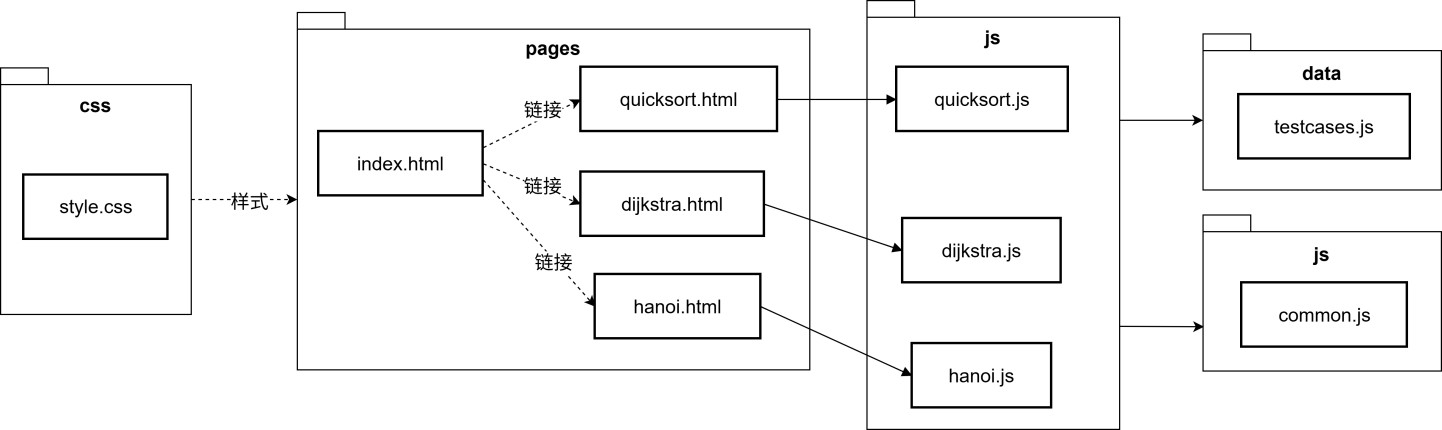 css
style.css
样式
pages
index.html
链接
quicksort.html
链接
dijkstra.html
链接
hanoi.html
js
quicksort.js
dijkstra.js
hanoi.js
data
testcases.js
js
common.js